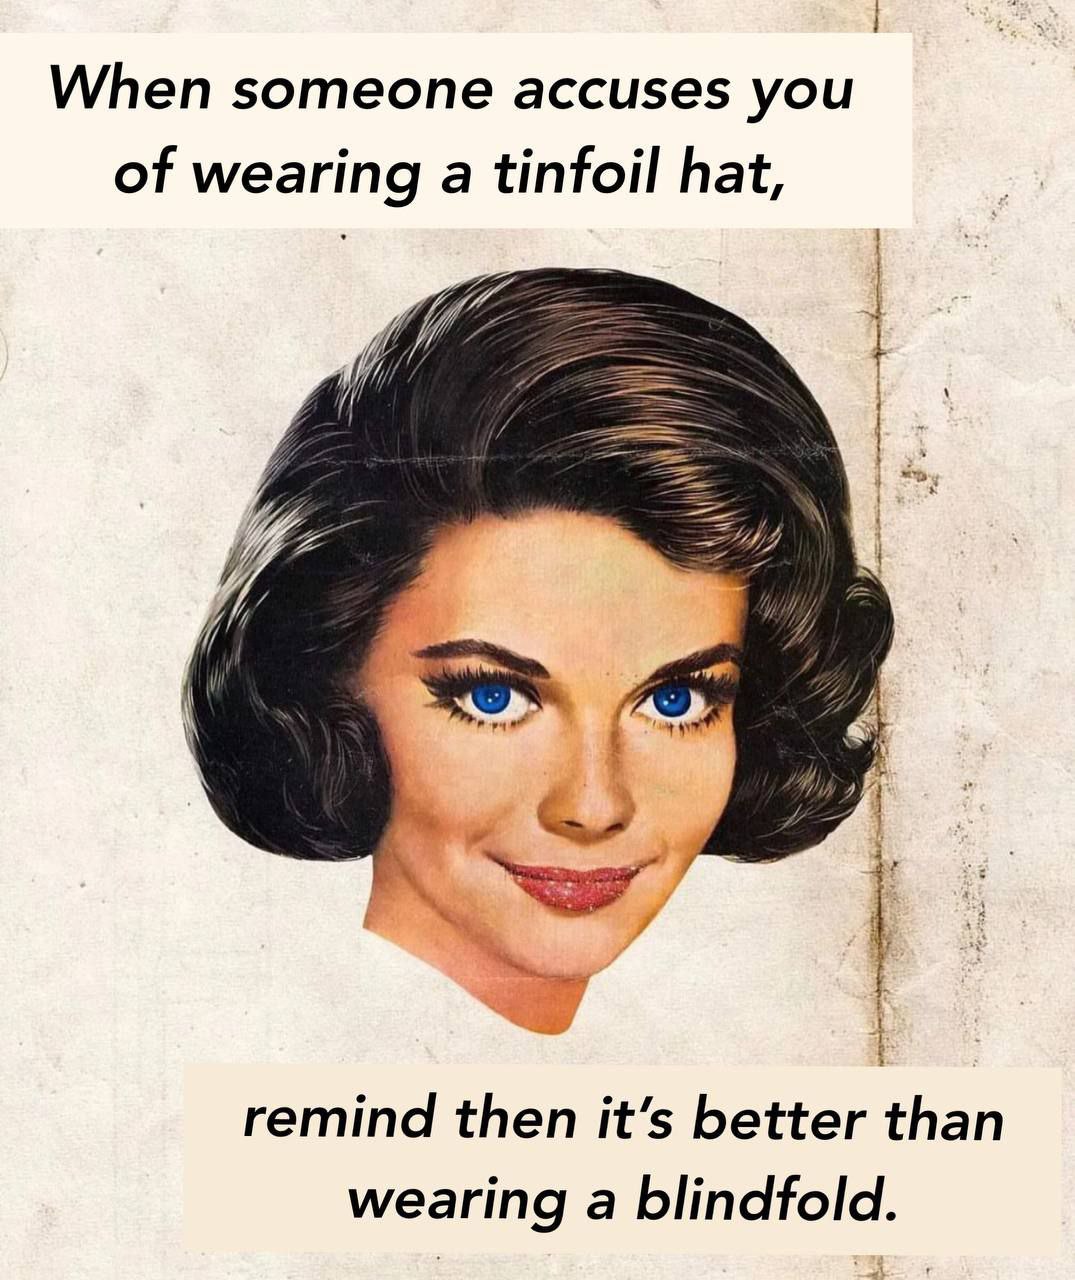 When someone accuses you
of wearing a tinfoil hat,
remind then it’s better than
wearing a blindfold.